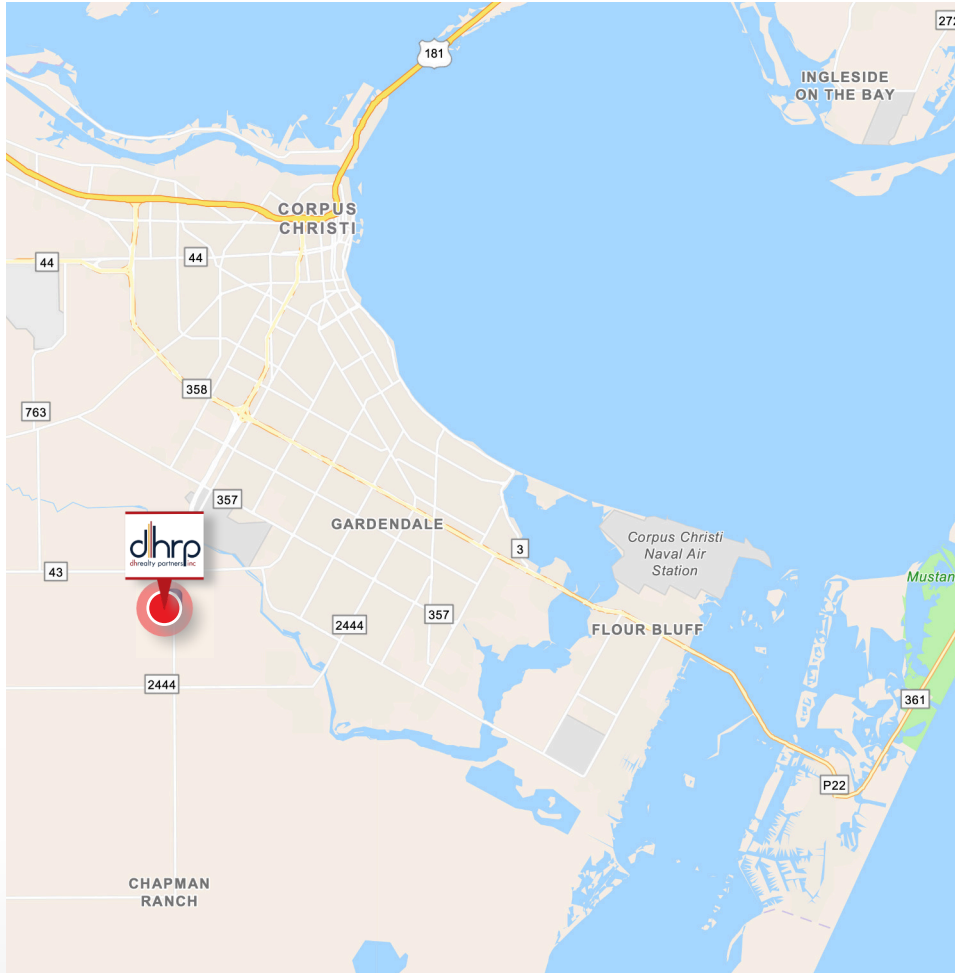 181
272
INGLESIDE
ON THE BAY
CORPUS
CHRISTI
44
44
358
763
357
dhrp
dhrealty partners inc
GARDENDALE
3
Corpus Christi
Naval Air
Station
Mustan
43
357
2444
FLOUR BLUFF
2444
361
P22
CHAPMAN
RANCH